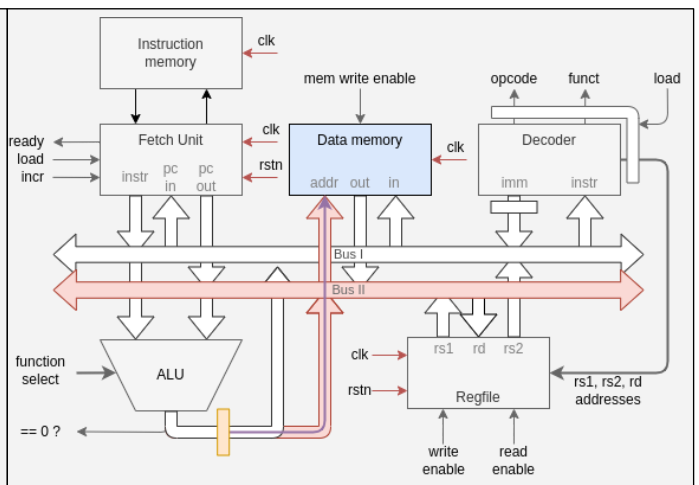 Instruction
memory
clk
mem write enable
opcode
funct
load
ready
load
incr
Fetch Unit
instr
pc
in
pc
out
clk
rstn
Data memory
addr
out
in
clk
Decoder
imm
instr
Bus I
Bus II
function
select
ALU
== 0 ?
clk
rstn
rs1
rd
rs2
Regfile
rs1, rs2, rd
addresses
write
enable
read
enable